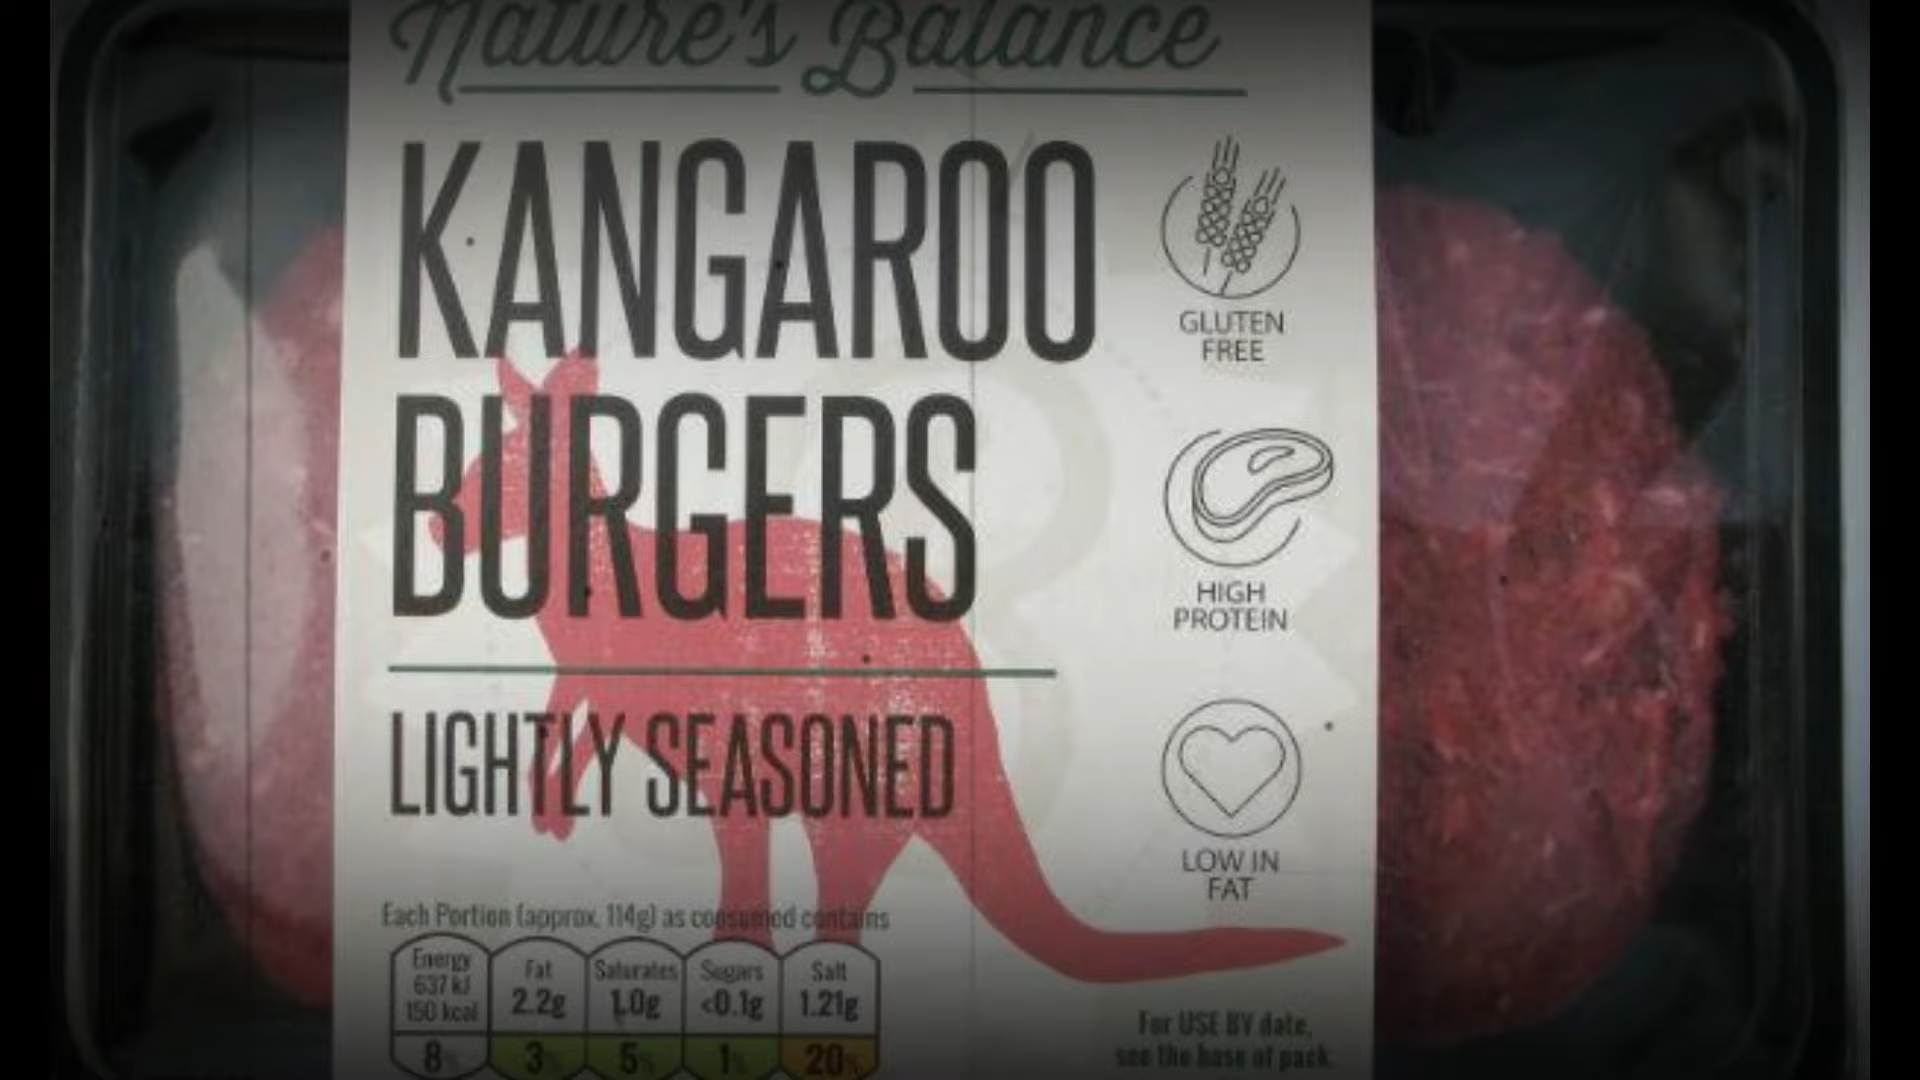 Nature's Balance
KANGAROO
BURGERS
LIGHTLY SEASONED
GLUTEN
FREE
HIGH
PROTEIN
LOW IN
FAT
Each Portion (approx. 114g) as consumed contains
Energy
637 kJ
150 kcal
8%
Fat
2.2g
3%
Saturates
1.0g
5%
Sugars
<0.1g
1%
Salt
1.21g
20%
For USE BY date,
see the base of pack.